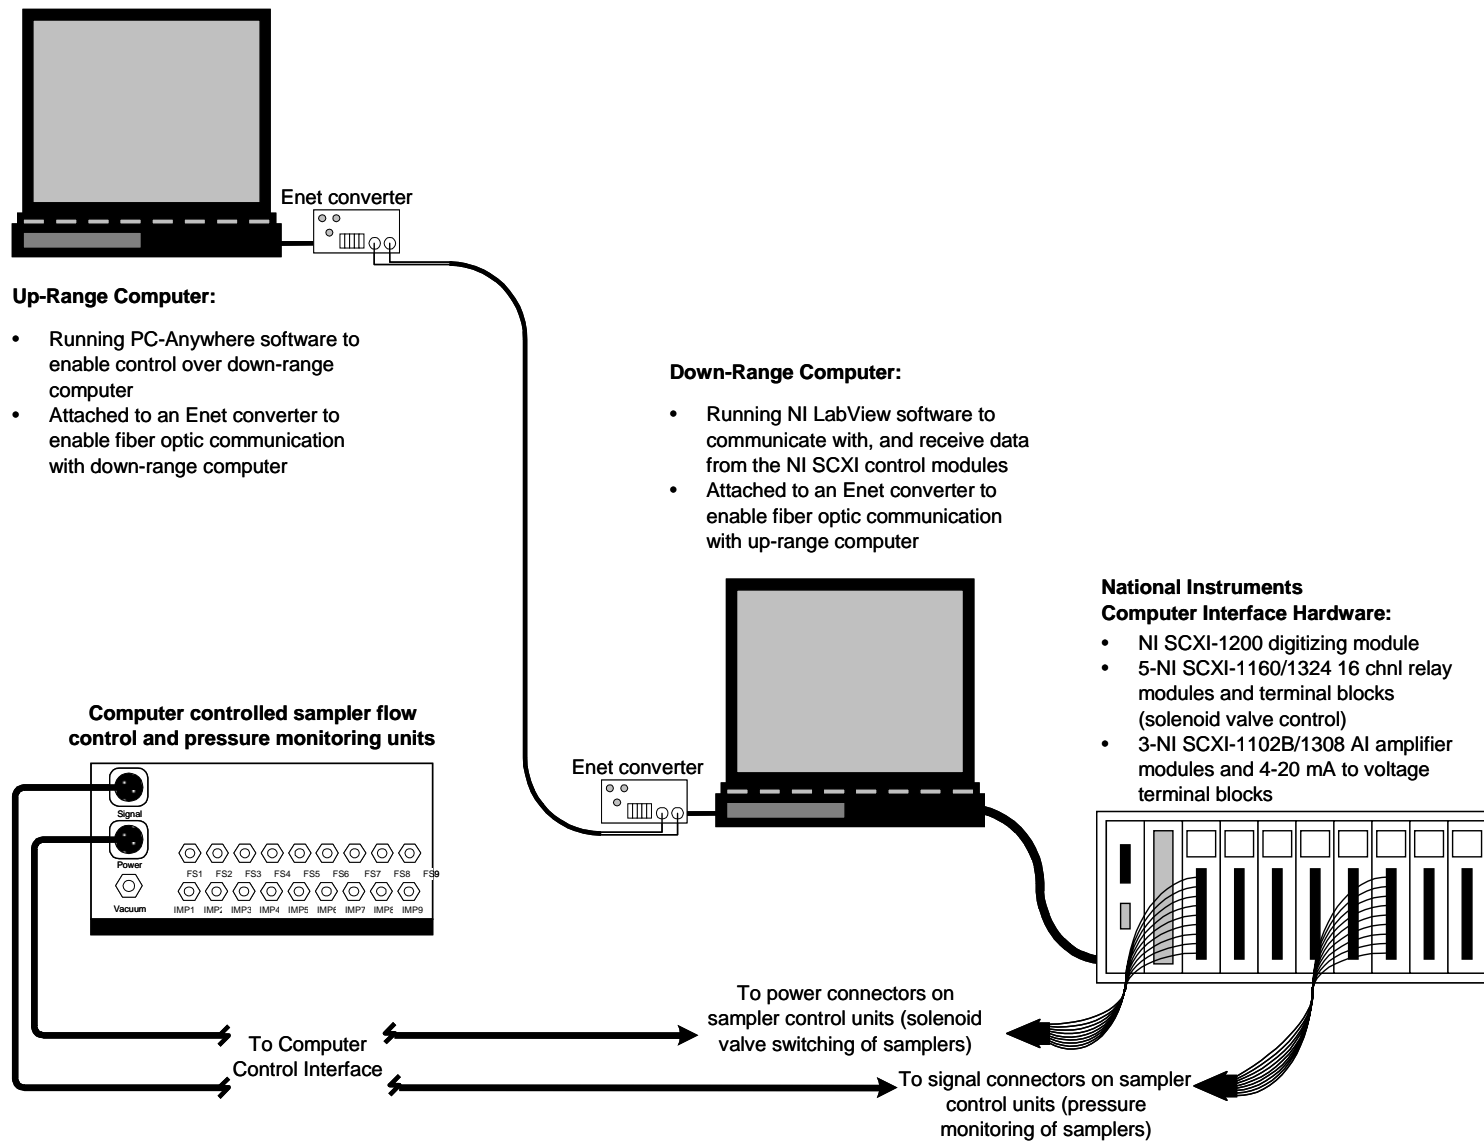 Enet converter
Up-Range Computer:
• Running PC-Anywhere software to
enable control over down-range
computer
• Attached to an Enet converter to
enable fiber optic communication
with down-range computer
Down-Range Computer:
• Running NI LabView software to
communicate with, and receive data
from the NI SCXI control modules
• Attached to an Enet converter to
enable fiber optic communication
with up-range computer
National Instruments
Computer Interface Hardware:
• NI SCXI-1200 digitizing module
• 5-NI SCXI-1160/1324 16 chnl relay
modules and terminal blocks
(solenoid valve control)
• 3-NI SCXI-1102B/1308 AI amplifier
modules and 4-20 mA to voltage
terminal blocks
Computer controlled sampler flow
control and pressure monitoring units
Enet converter
Signal
Power
Vacuum
FS1 FS2 FS3 FS4 FS5 FS6 FS7 FS8 FS9
IMP1 IMP2 IMP3 IMP4 IMP5 IMP6 IMP7 IMP8 IMP9
To Computer
Control Interface
To power connectors on
sampler control units (solenoid
valve switching of samplers)
To signal connectors on sampler
control units (pressure
monitoring of samplers)